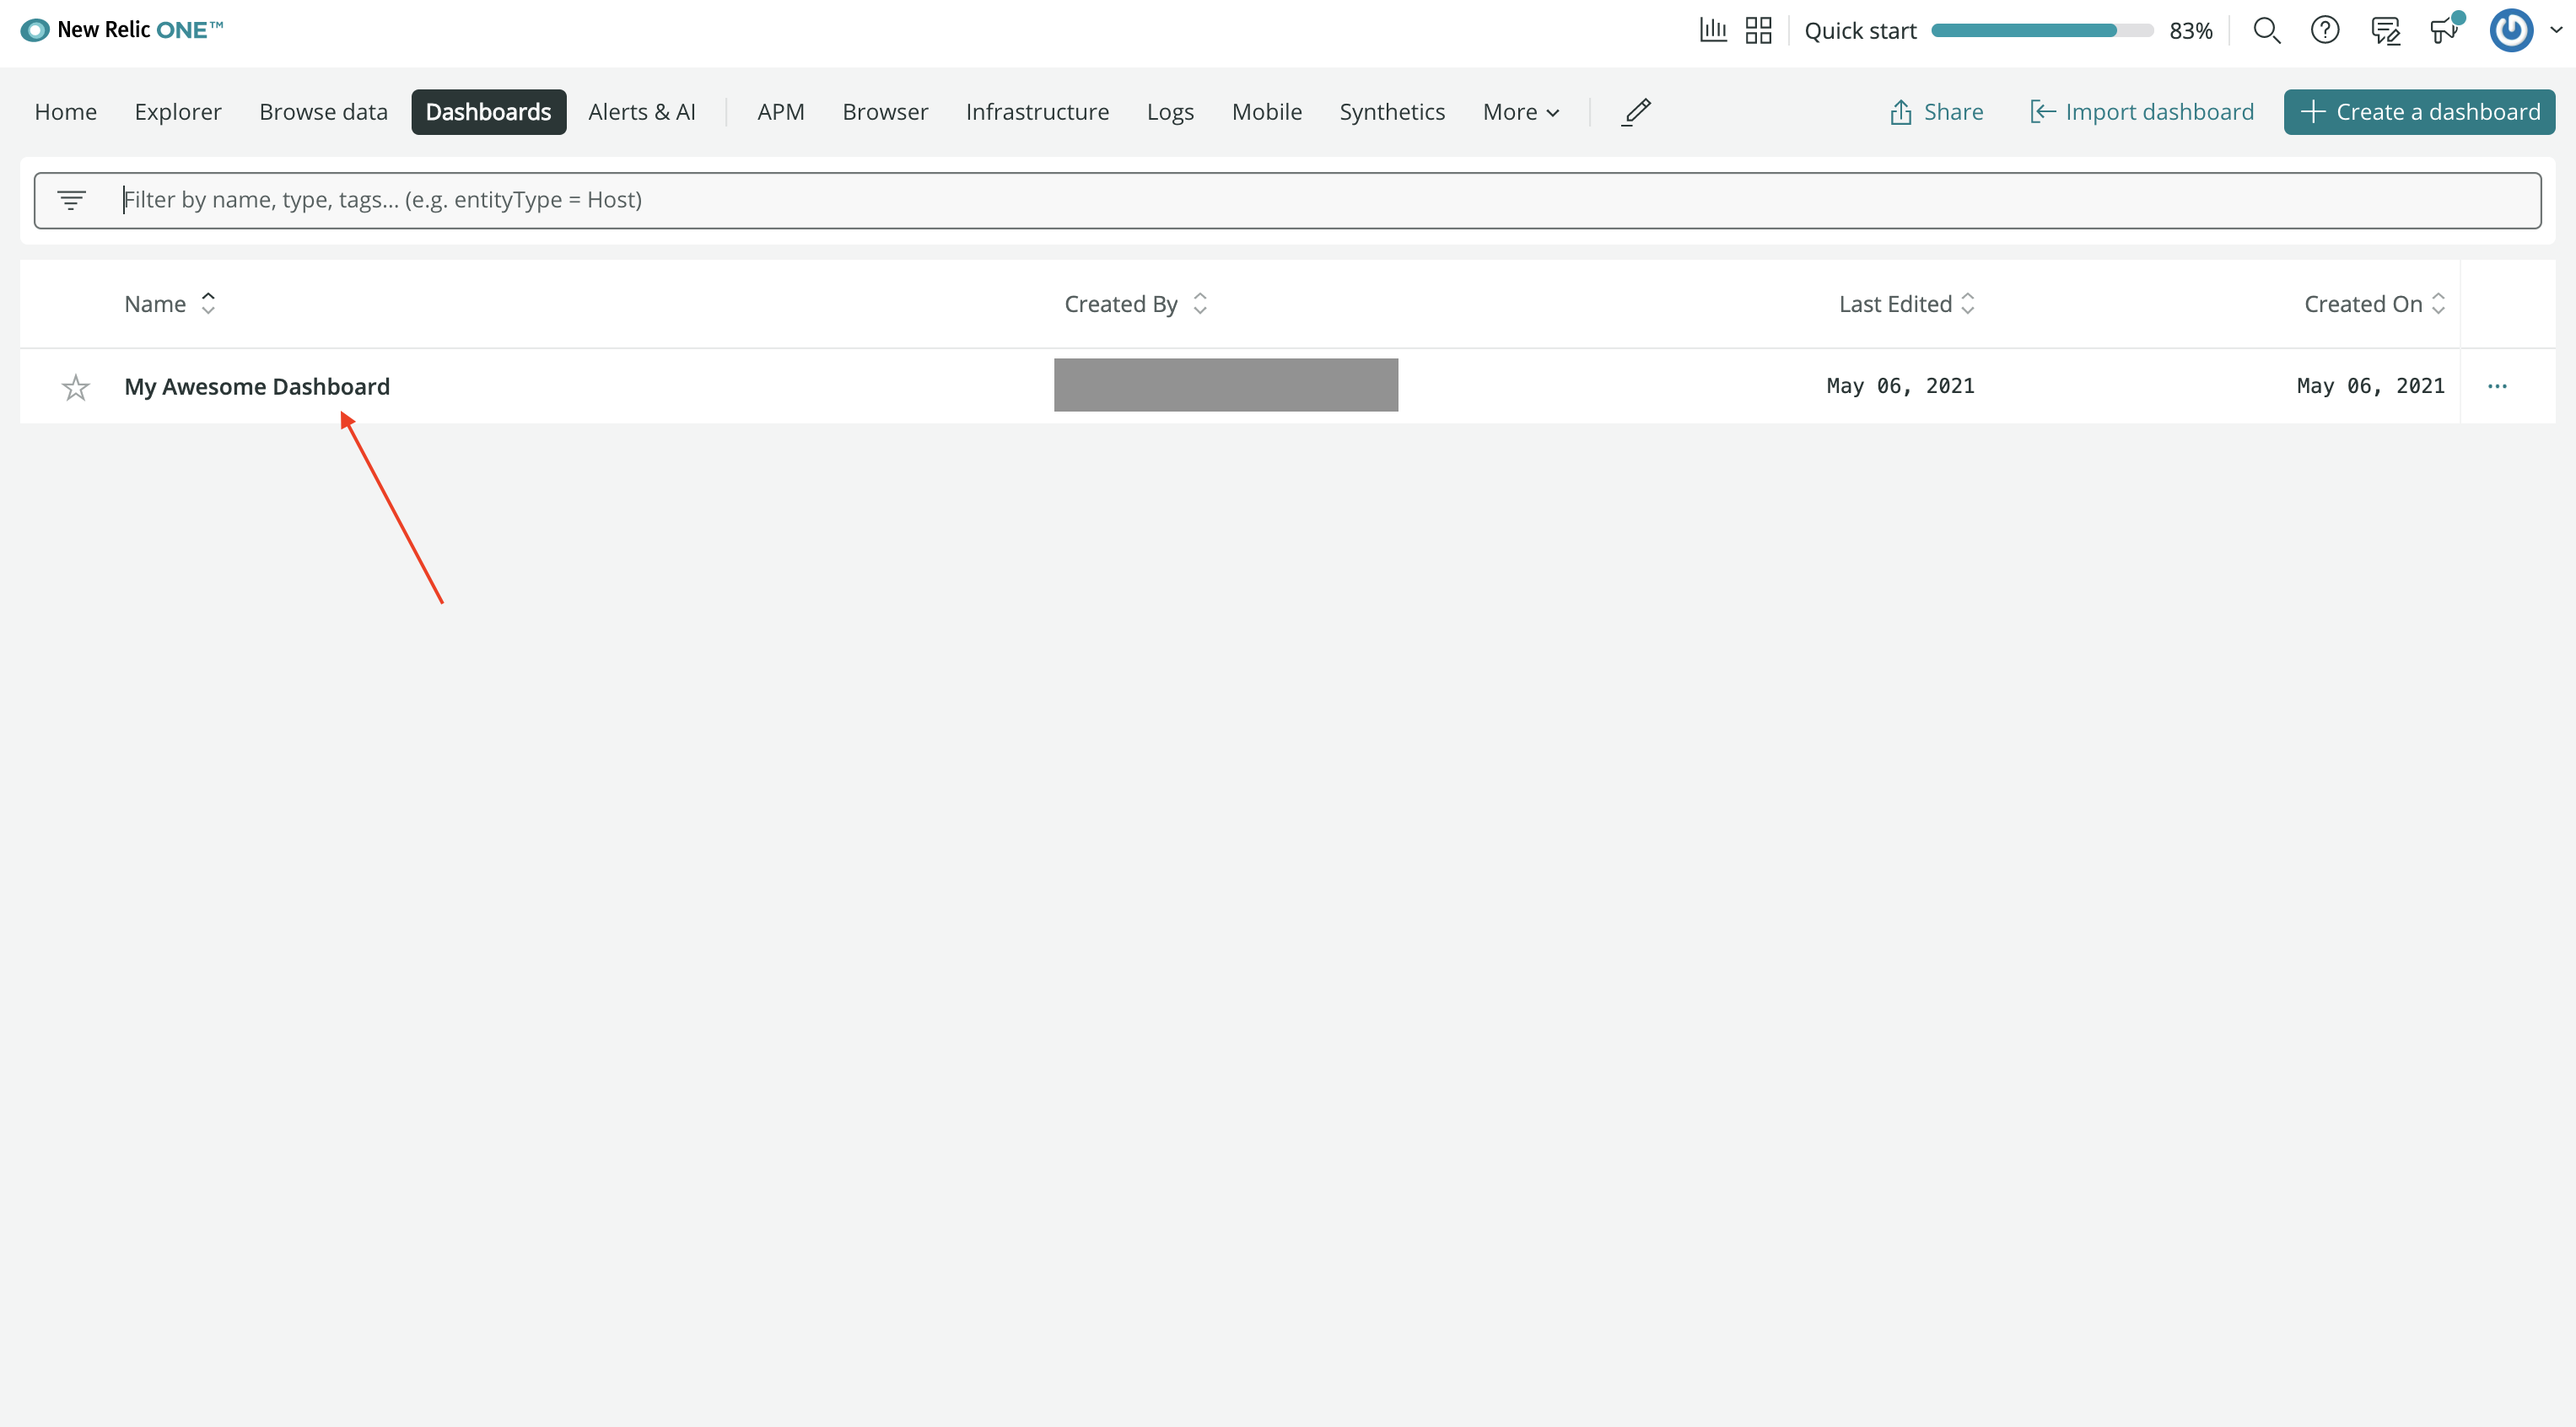 New Relic ONE™
Quick start 83%
Home Explorer Browse data Dashboards Alerts & AI APM Browser Infrastructure Logs Mobile Synthetics More Share Import dashboard Create a dashboard
Filter by name, type, tags... (e.g. entityType = Host)
Name Created By Last Edited Created On
My Awesome Dashboard May 06, 2021 May 06, 2021